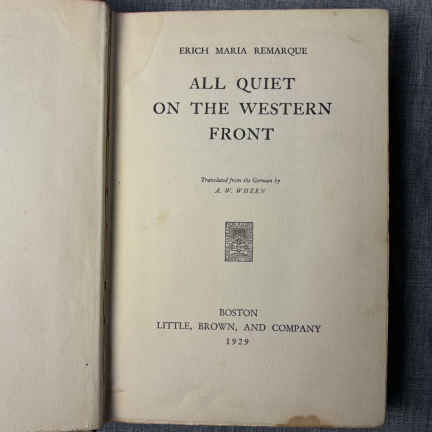 ERICH MARIA REMARQUE
ALL QUIET
ON THE WESTERN
FRONT
Translated from the German by
A. W. WHEEN
BOSTON
LITTLE, BROWN, AND COMPANY
1929